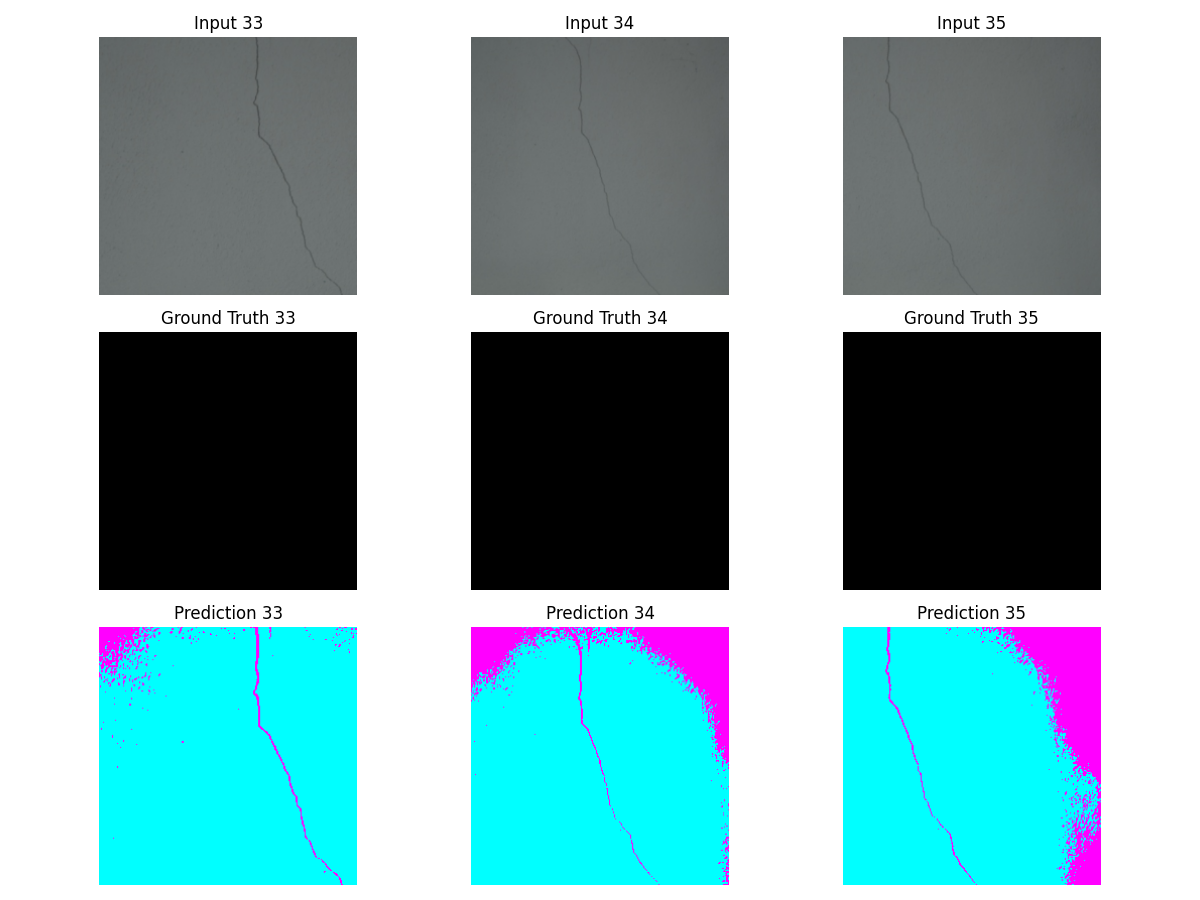 Input 33
Input 34
Input 35
Ground Truth 33
Ground Truth 34
Ground Truth 35
Prediction 33
Prediction 34
Prediction 35